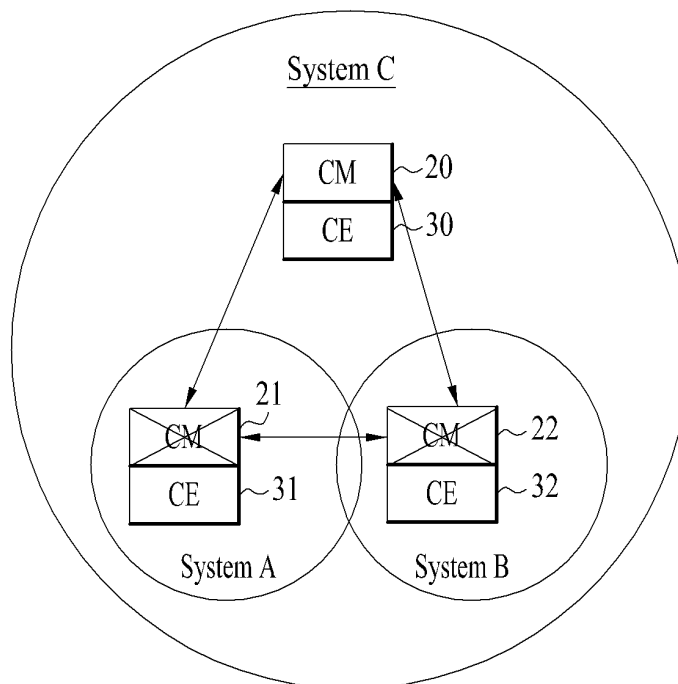 System C
CM 20
CE 30
21
CM
CE 31
System A
CM 22
CE 32
System B